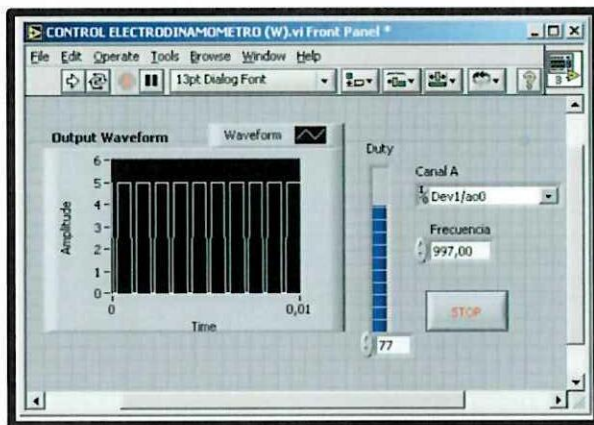 CONTROL ELECTRODINAMOMETRO (W).vi Front Panel *
File Edit Operate Tools Browse Window Help
13pt Dialog Font
3
Output Waveform
Waveform
Amplitude
6
5
4
3
2
1
0
0
0,01
Time
Duty
77
Canal A
Dev1/ao0
Frecuencia
997,00
STOP